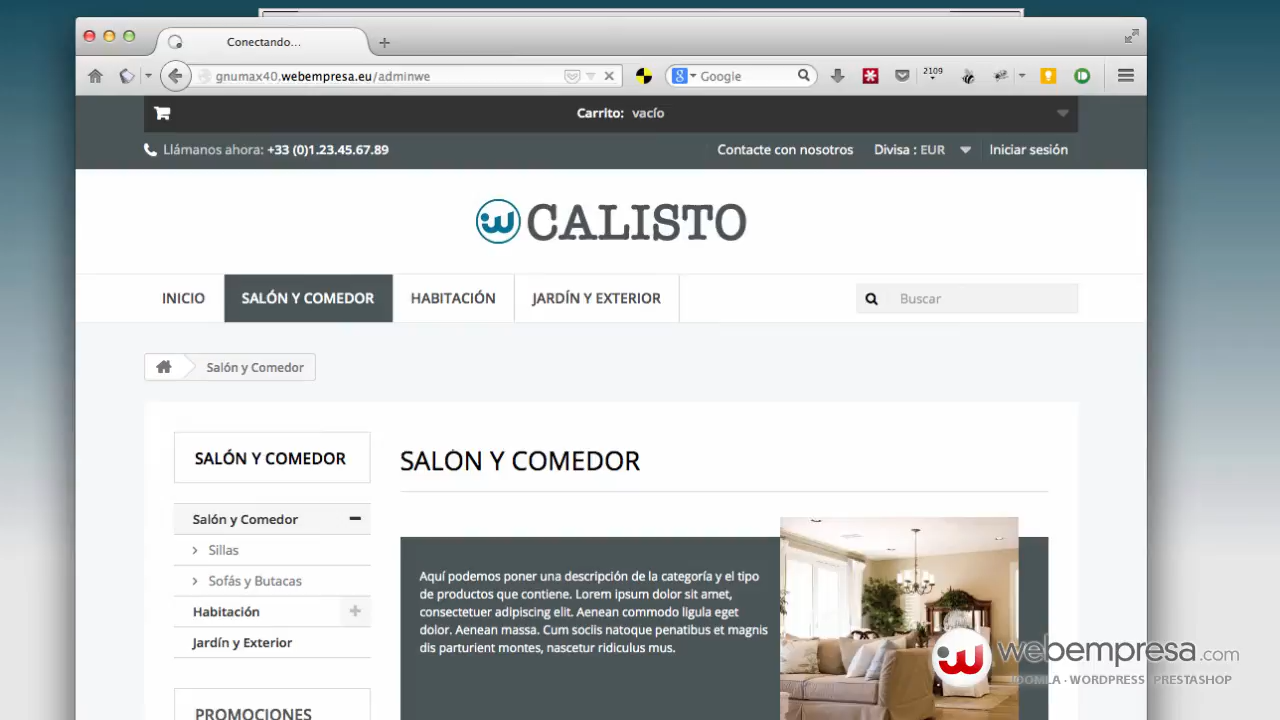 Conectando...
gnumax40.webempresa.eu/adminwe
Google
2109
Carrito: vacío
Llámanos ahora: +33 (0)1.23.45.67.89
Contacte con nosotros
Divisa : EUR
Iniciar sesión
CALISTO
INICIO
SALÓN Y COMEDOR
HABITACIÓN
JARDÍN Y EXTERIOR
Buscar
Salón y Comedor
SALÓN Y COMEDOR
Salón y Comedor
Sillas
Sofás y Butacas
Habitación
Jardín y Exterior
PROMOCIONES
SALÓN Y COMEDOR
Aquí podemos poner una descripción de la categoría y el tipo
de productos que contiene. Lorem ipsum dolor sit amet,
consectetuer adipiscing elit. Aenean commodo ligula eget
dolor. Aenean massa. Cum sociis natoque penatibus et magnis
dis parturient montes, nascetur ridiculus mus.
webempresa.com
JOOMLA · WORDPRESS · PRESTASHOP